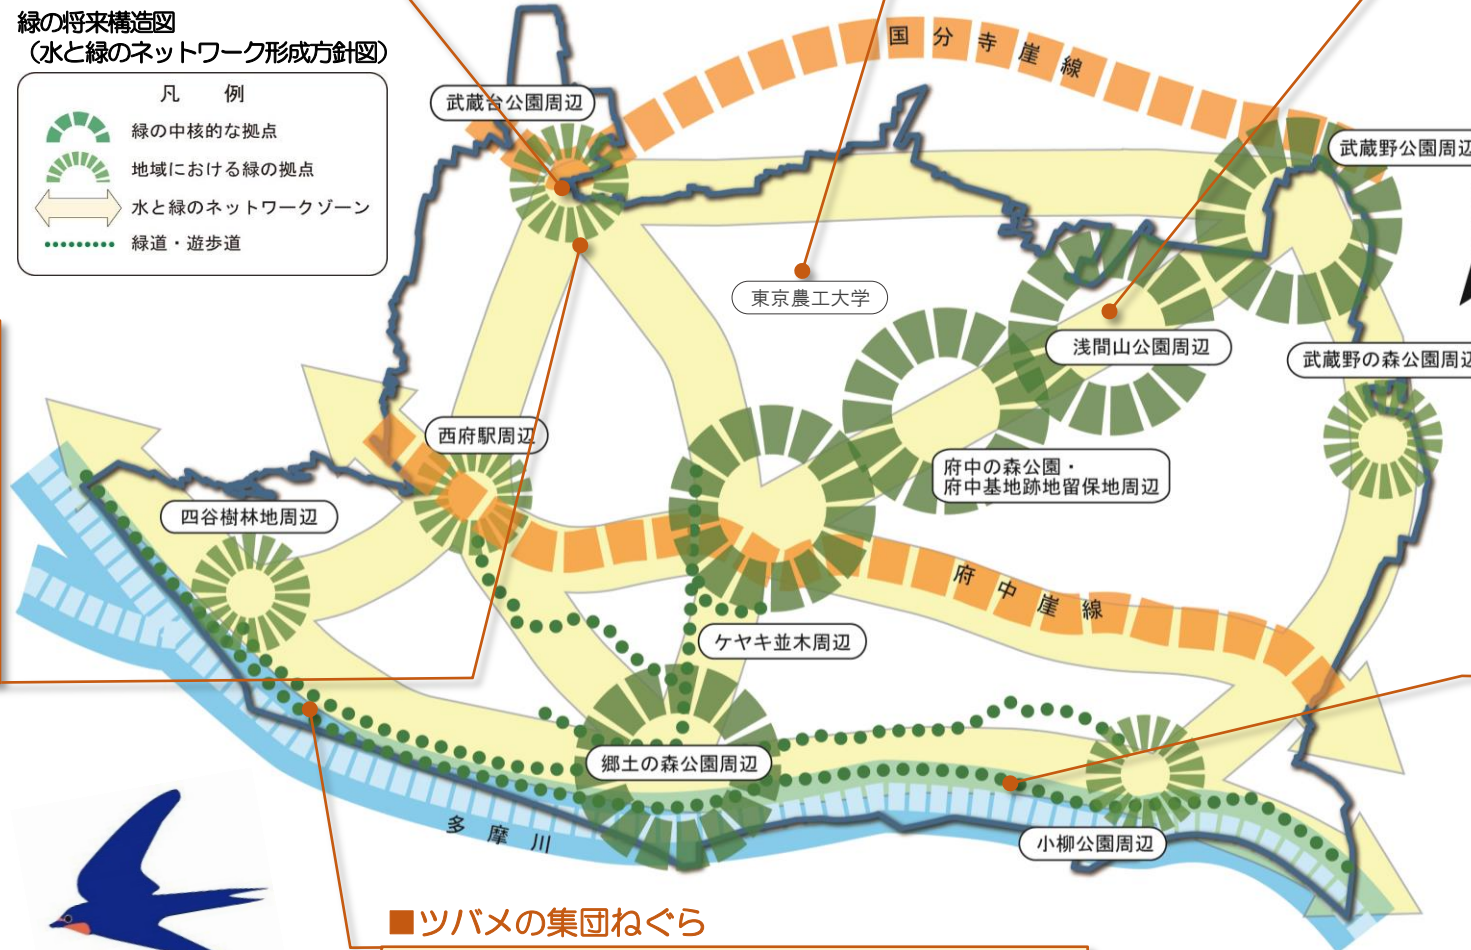 緑の将来構造図
（水と緑のネットワーク形成方針図）
凡 例
緑の中核的な拠点
地域における緑の拠点
水と緑のネットワークゾーン
緑道・遊歩道
国分寺崖線
武蔵台公園周辺
武蔵野公園周辺
東京農工大学
浅間山公園周辺
武蔵野の森公園周辺
西府駅周辺
府中の森公園・
府中基地跡地留保地周辺
四谷樹林地周辺
府中崖線
ケヤキ並木周辺
郷土の森公園周辺
多摩川
小柳公園周辺
■ツバメの集団ねぐら